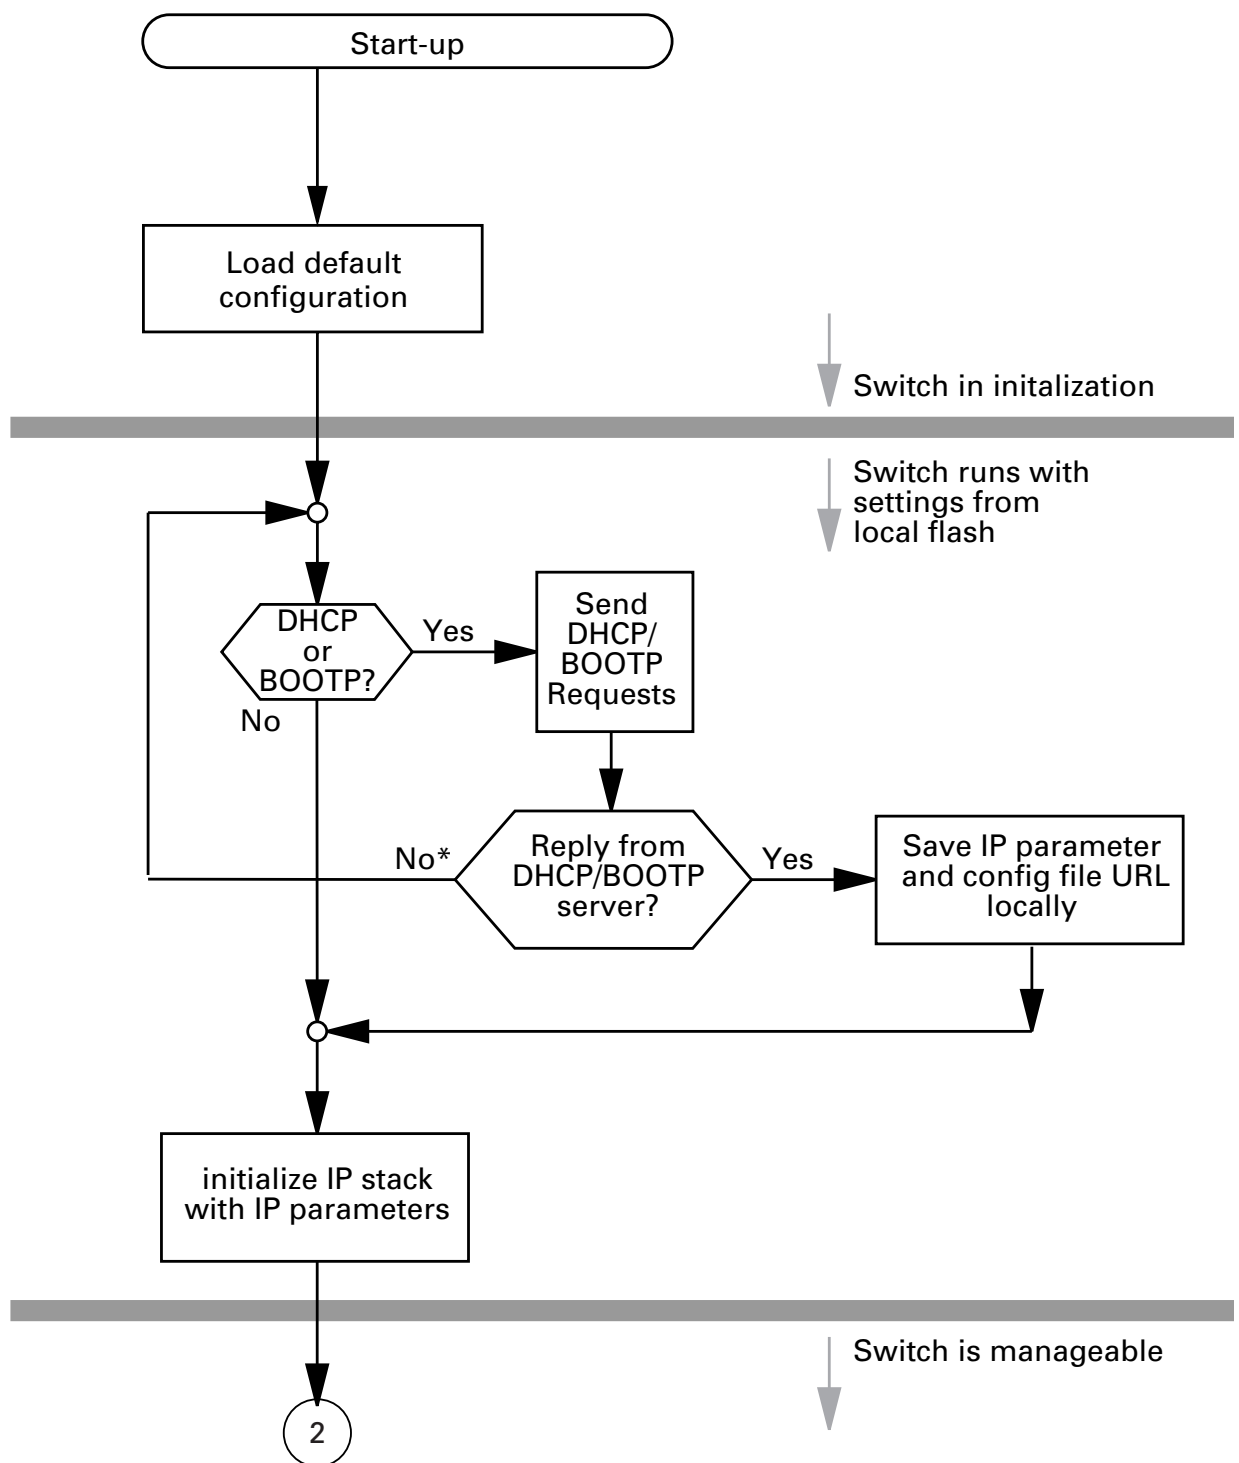 Start-up
Load default
configuration
Switch in initalization
Switch runs with
settings from
local flash
DHCP
or
BOOTP?
Yes
No
Send
DHCP/
BOOTP
Requests
No*
Reply from
DHCP/BOOTP
server?
Yes
Save IP parameter
and config file URL
locally
initialize IP stack
with IP parameters
Switch is manageable
2